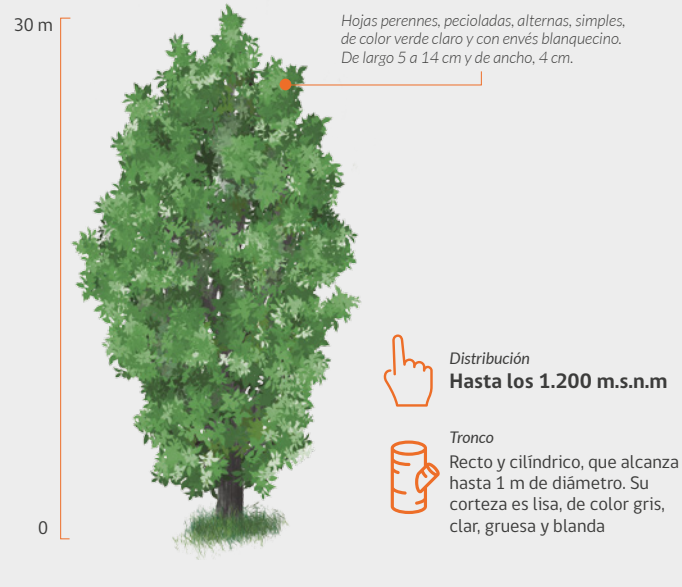 30 m
Hojas perennes, pecioladas, alternas, simples,
de color verde claro y con envés blanquecino.
De largo 5 a 14 cm y de ancho, 4 cm.
Distribución
Hasta los 1.200 m.s.n.m
Tronco
Recto y cilíndrico, que alcanza
hasta 1 m de diámetro. Su
corteza es lisa, de color gris,
clar, gruesa y blanda
0